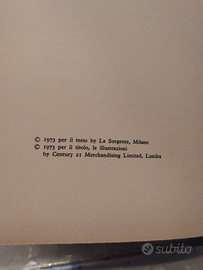 © 1973 per il testo by La Sorgente, Milano
© 1973 per il titolo, le illustrazioni
by Century 21 Merchandising Limited, Londra
subito